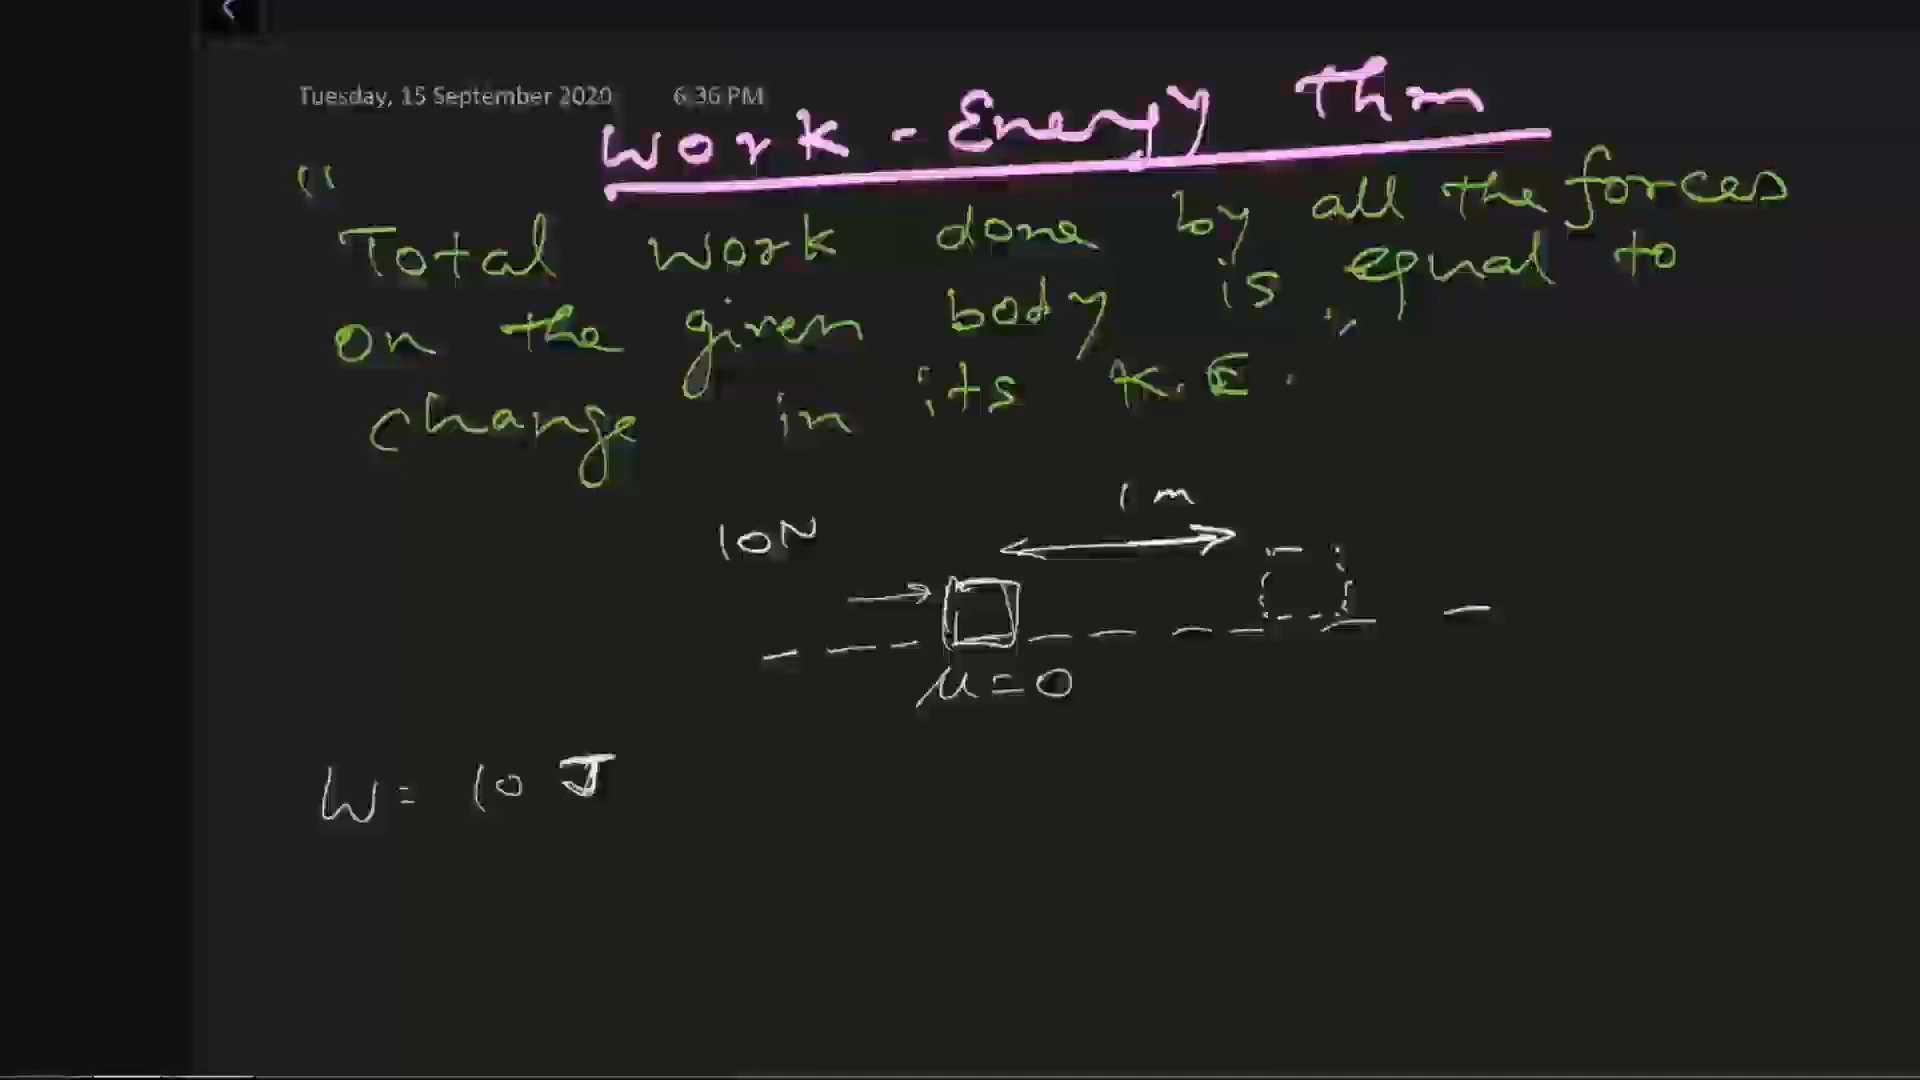 Tuesday, 15 September 2020 6:36 PM
Work - Energy Thm
"Total work done by all the forces
on the given body is equal to
change in its K.E."
10N
1 m
μ = 0
W = 10 J